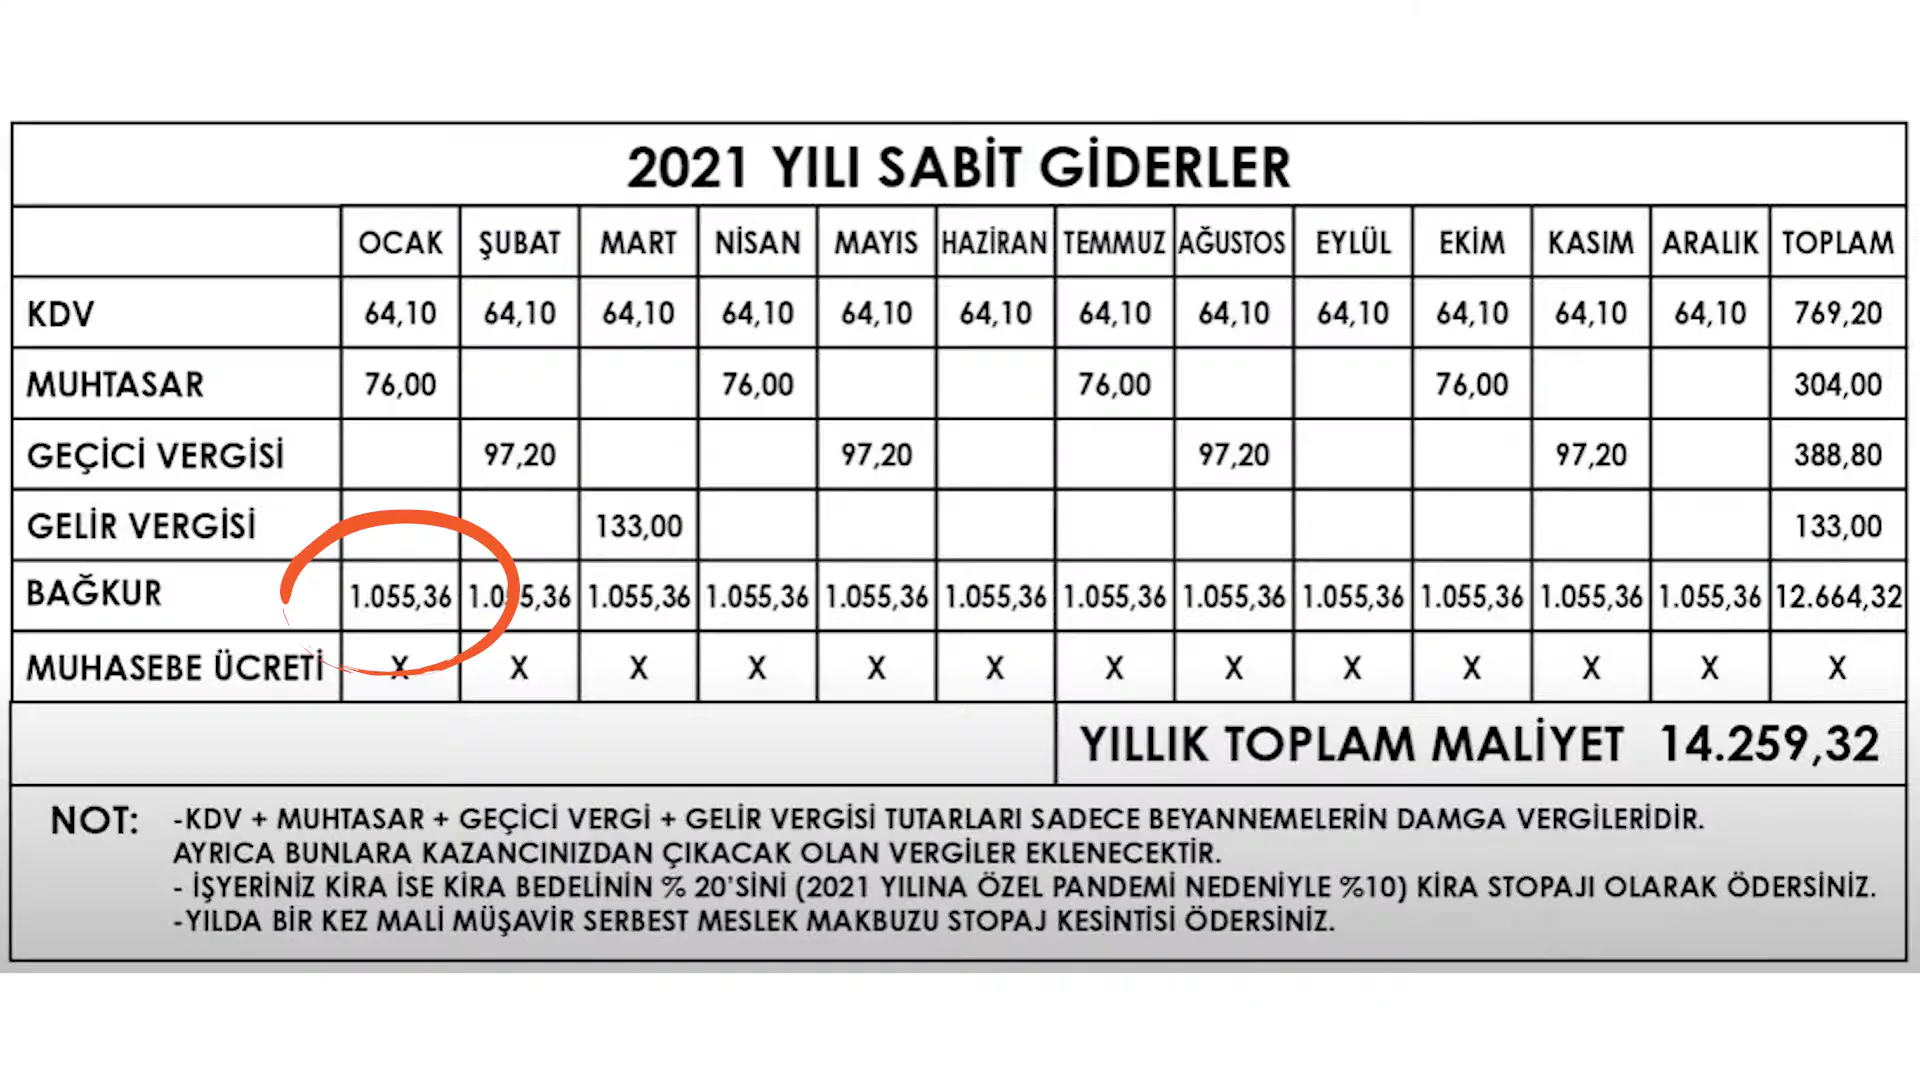 2021 YILI SABİT GİDERLER
OCAK ŞUBAT MART NİSAN MAYIS HAZİRAN TEMMUZ AĞUSTOS EYLÜL EKİM KASIM ARALIK TOPLAM
KDV 64,10 64,10 64,10 64,10 64,10 64,10 64,10 64,10 64,10 64,10 64,10 64,10 769,20
MUHTASAR 76,00 76,00 76,00 76,00 304,00
GEÇİCİ VERGİSİ 97,20 97,20 97,20 97,20 388,80
GELİR VERGİSİ 133,00 133,00
BAĞKUR 1.055,36 1.055,36 1.055,36 1.055,36 1.055,36 1.055,36 1.055,36 1.055,36 1.055,36 1.055,36 1.055,36 1.055,36 12.664,32
MUHASEBE ÜCRETİ X X X X X X X X X X X X X
YILLIK TOPLAM MALİYET 14.259,32
NOT: -KDV + MUHTASAR + GEÇİCİ VERGİ + GELİR VERGİSİ TUTARLARI SADECE BEYANNEMELERİN DAMGA VERGİLERİDİR.
AYRICA BUNLARA KAZANCINIZDAN ÇIKACAK OLAN VERGİLER EKLENECEKTİR.
- İŞYERİNİZ KİRA İSE KİRA BEDELİNİN % 20'SİNİ (2021 YILINA ÖZEL PANDEMİ NEDENİYLE %10) KİRA STOPAJI OLARAK ÖDERSİNİZ.
-YILDA BİR KEZ MALİ MÜŞAVİR SERBEST MESLEK MAKBUZU STOPAJ KESİNTİSİ ÖDERSİNİZ.